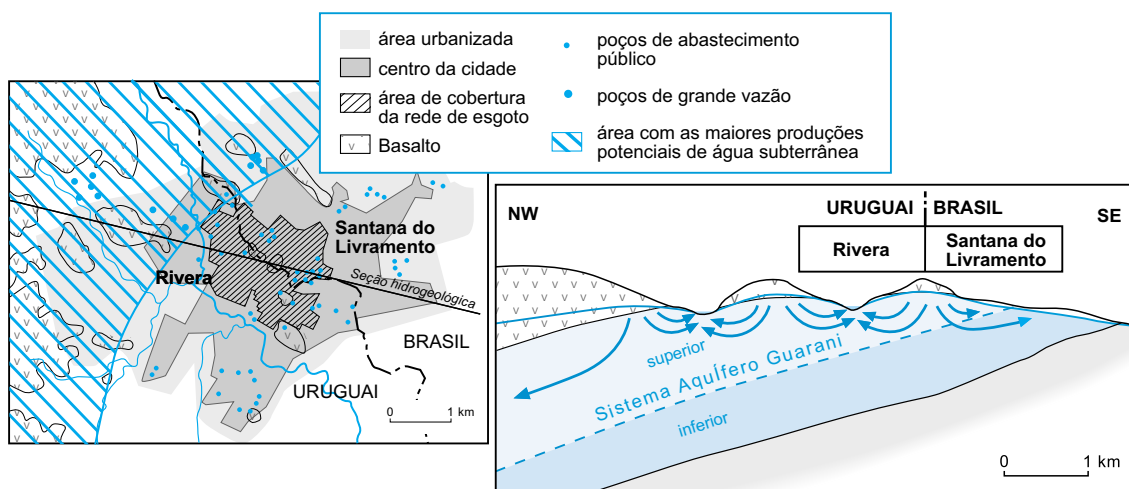 área urbanizada
centro da cidade
área de cobertura
da rede de esgoto
Basalto
poços de abastecimento
público
poços de grande vazão
área com as maiores produções
potenciais de água subterrânea
Santana do
Livramento
Rivera
Seção hidrogeológica
BRASIL
URUGUAI
0 1 km
NW
URUGUAI BRASIL
SE
Rivera
Santana do
Livramento
superior
Sistema Aquífero Guarani
inferior
0 1 km